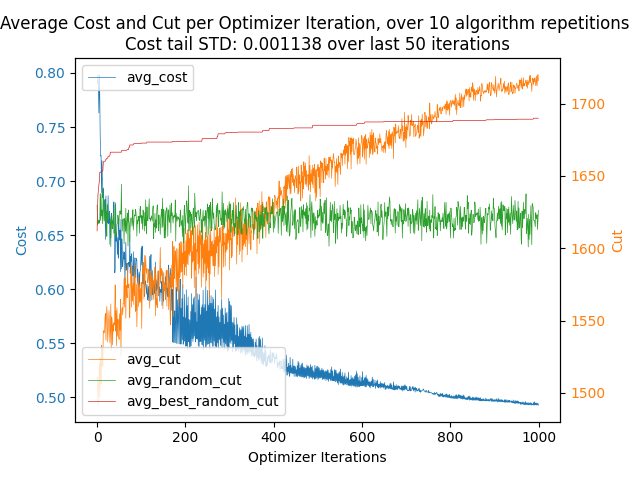 Average Cost and Cut per Optimizer Iteration, over 10 algorithm repetitions
Cost tail STD: 0.001138 over last 50 iterations
avg_cost
0.80
0.75
0.70
0.65
0.60
0.55
0.50
Cost
1700
1650
1600
1550
1500
Cut
avg_cut
avg_random_cut
avg_best_random_cut
0
200
400
600
800
1000
Optimizer Iterations